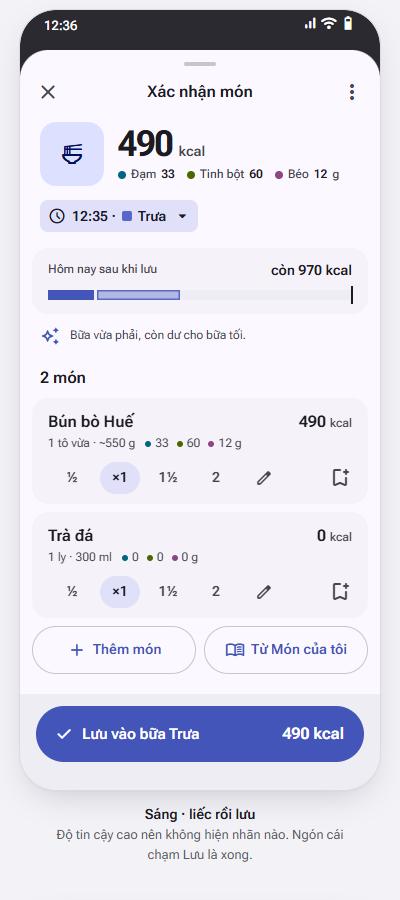 12:36
Xác nhận món
490 kcal
Đạm 33 Tinh bột 60 Béo 12 g
12:35 · Trưa
Hôm nay sau khi lưu còn 970 kcal
Bữa vừa phải, còn dư cho bữa tối.
2 món
Bún bò Huế 490 kcal
1 tô vừa · ~550 g 33 60 12 g
½ ×1 1½ 2
Trà đá 0 kcal
1 ly · 300 ml 0 0 0 g
½ ×1 1½ 2
Thêm món Từ Món của tôi
Lưu vào bữa Trưa 490 kcal
Sáng · liếc rồi lưu
Độ tin cậy cao nên không hiện nhãn nào. Ngón cái
chạm Lưu là xong.